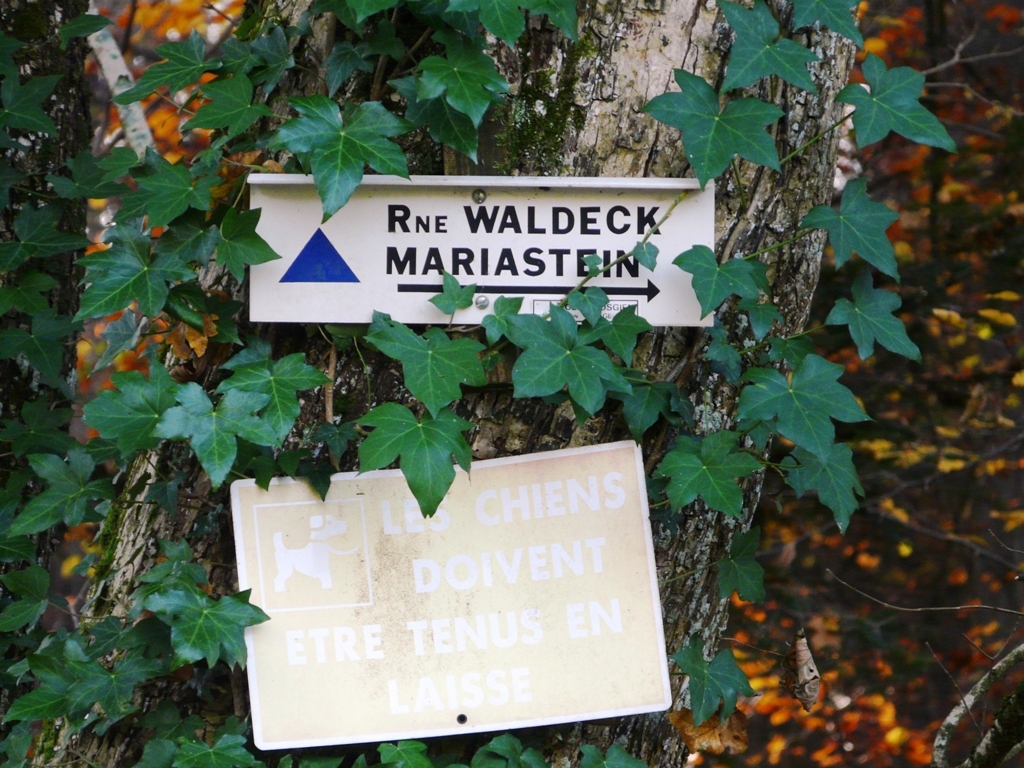 RNE WALDECK
MARIASTEIN
LES CHIENS
DOIVENT
ETRE TENUS EN
LAISSE